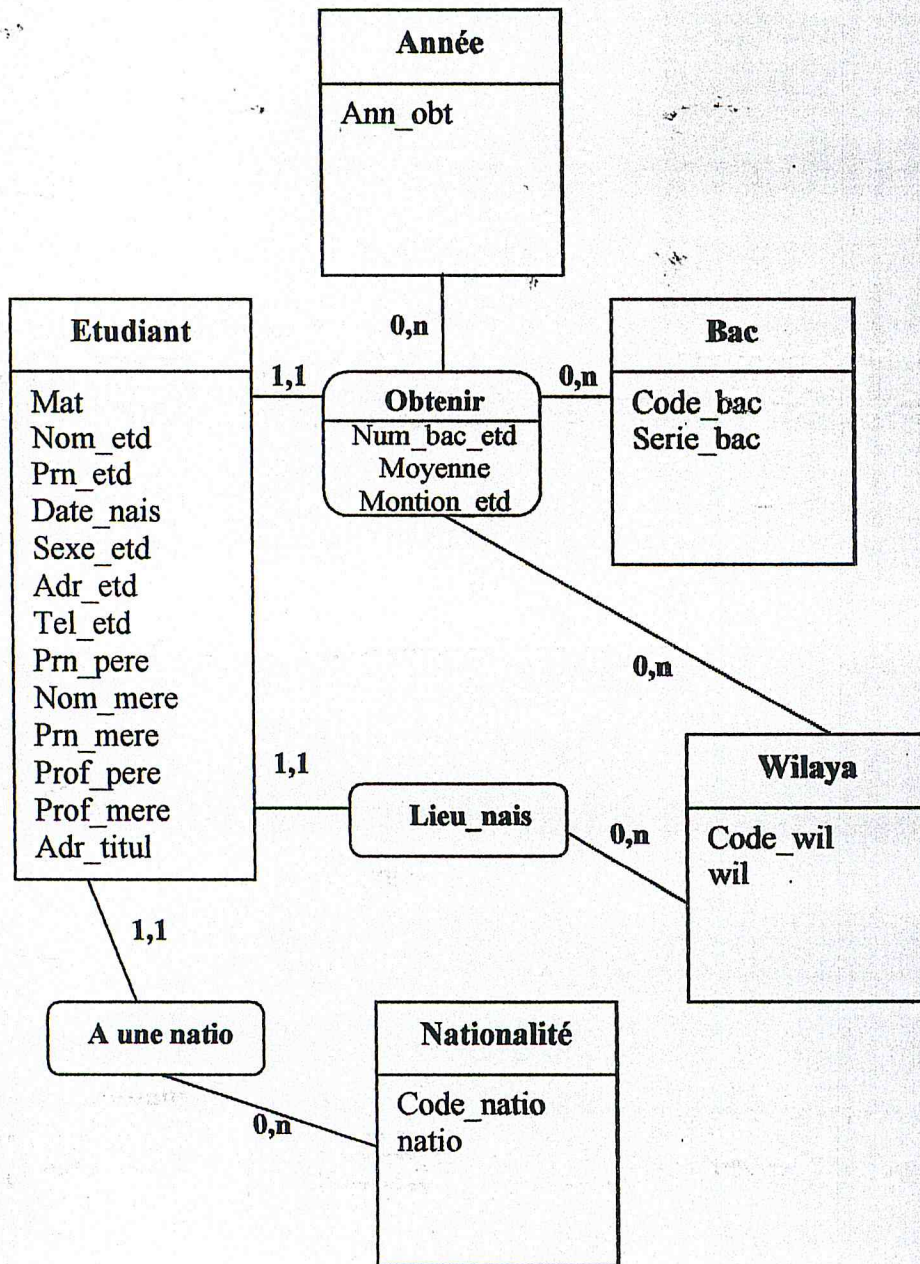 Année
Ann_obt
0,n
Etudiant
Mat
Nom_etd
Prn_etd
Date_nais
Sexe_etd
Adr_etd
Tel_etd
Prn_pere
Nom_mere
Prn_mere
Prof_pere
Prof_mere
Adr_titul
1,1
Obtenir
Num_bac_etd
Moyenne
Montion_etd
0,n
Bac
Code_bac
Serie_bac
0,n
1,1
Lieu_nais
0,n
Wilaya
Code_wil
wil
1,1
A une natio
0,n
Nationalité
Code_natio
natio